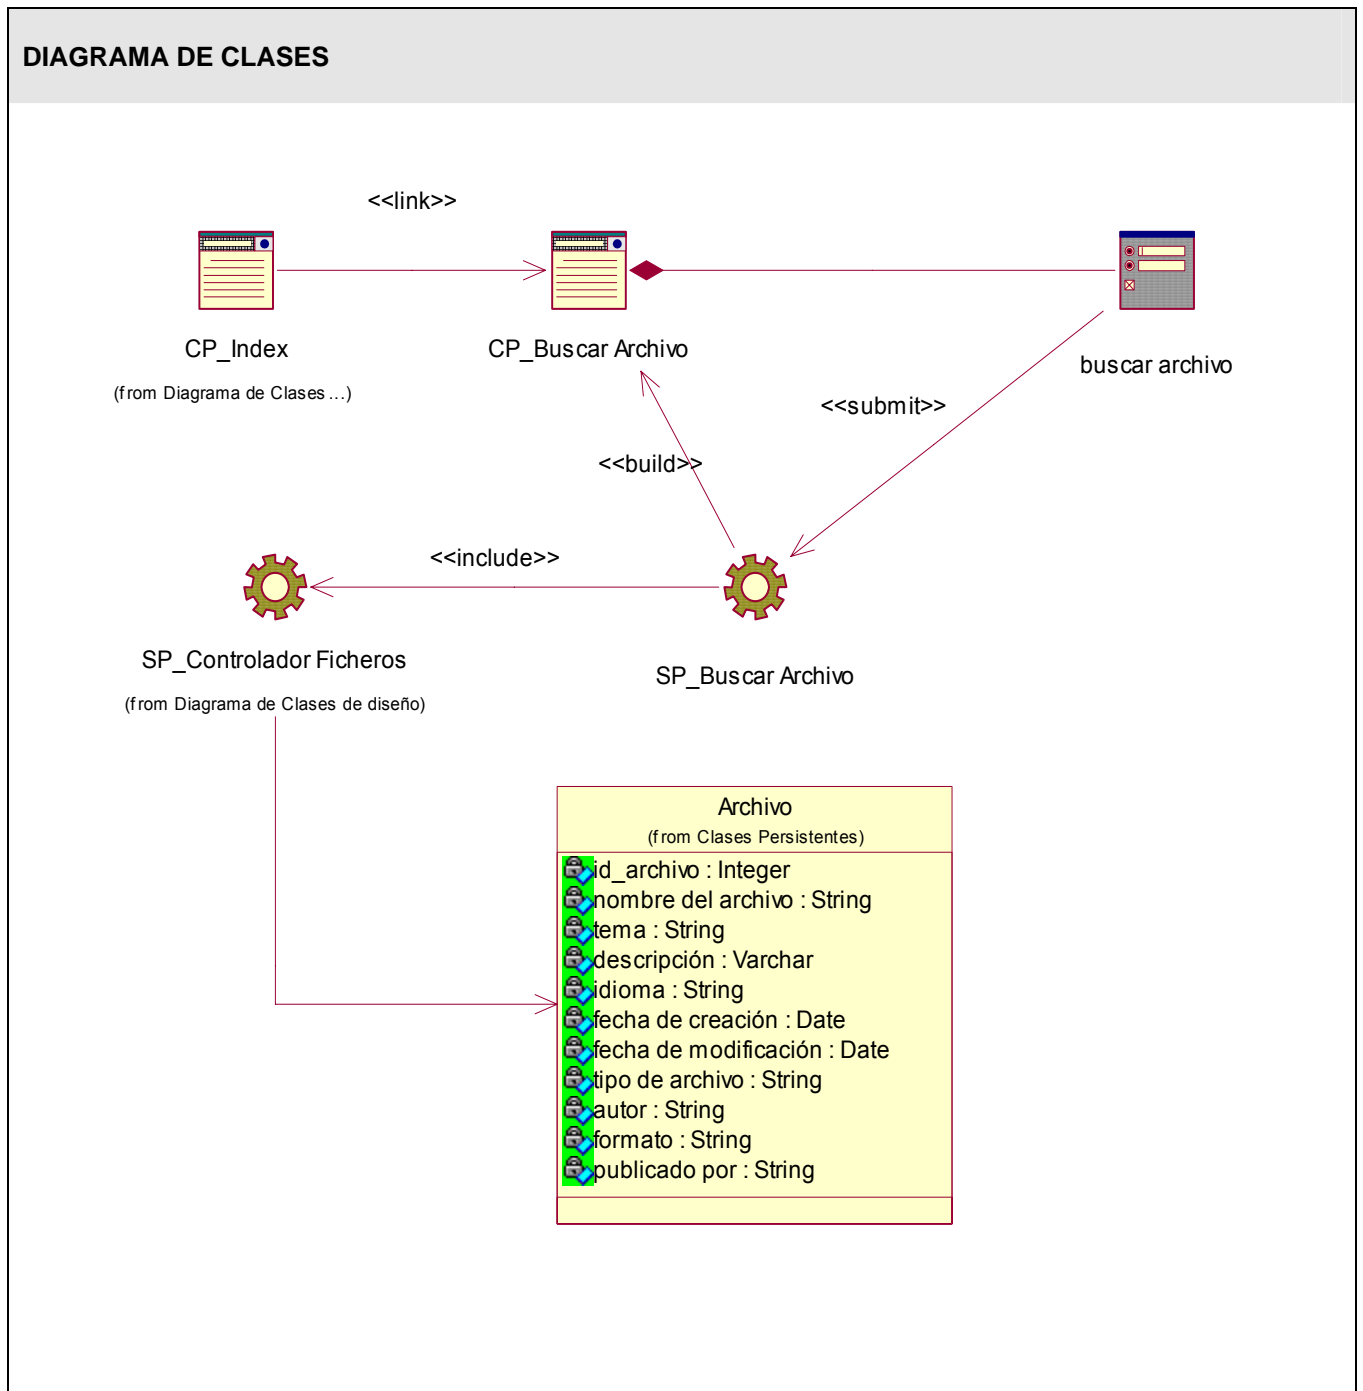 DIAGRAMA DE CLASES
<<link>>
CP_Index
(from Diagrama de Clases ...)
CP_Buscar Archivo
buscar archivo
<<submit>>
<<build>>
<<include>>
SP_Controlador Ficheros
(from Diagrama de Clases de diseño)
SP_Buscar Archivo
Archivo
(from Clases Persistentes)
id_archivo : Integer
nombre del archivo : String
tema : String
descripción : Varchar
idioma : String
fecha de creación : Date
fecha de modificación : Date
tipo de archivo : String
autor : String
formato : String
publicado por : String